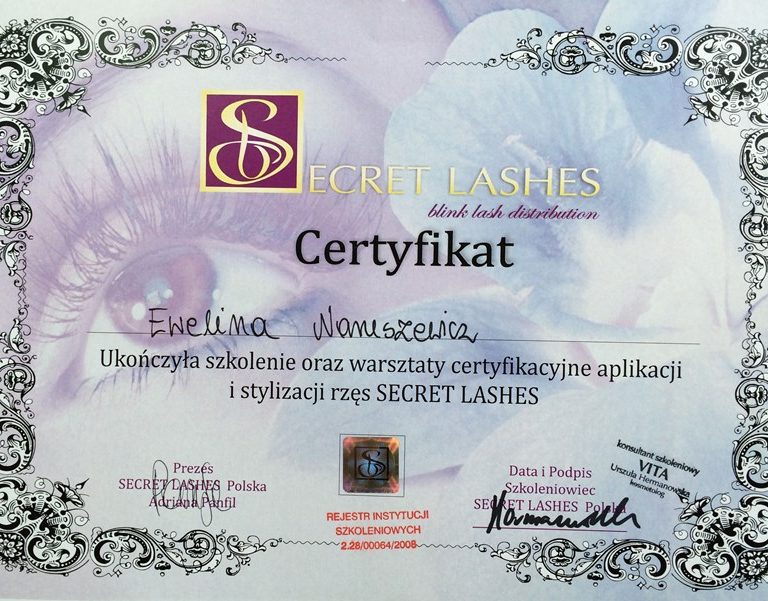 SECRET LASHES
blink lash distribution
Certyfikat
Ewelina
Ukończyła szkolenie oraz warsztaty certyfikacyjne aplikacji
i stylizacji rzęs SECRET LASHES
Prezes
SECRET LASHES Polska
Adriana Panfil
REJESTR INSTYTUCJI
SZKOLENIOWYCH
2.28/00064/2008
Data i Podpis
Szkoleniowiec
SECRET LASHES Polska
konsultant szkoleniowy
VITA
Urszula Hermanowska
kosmetolog